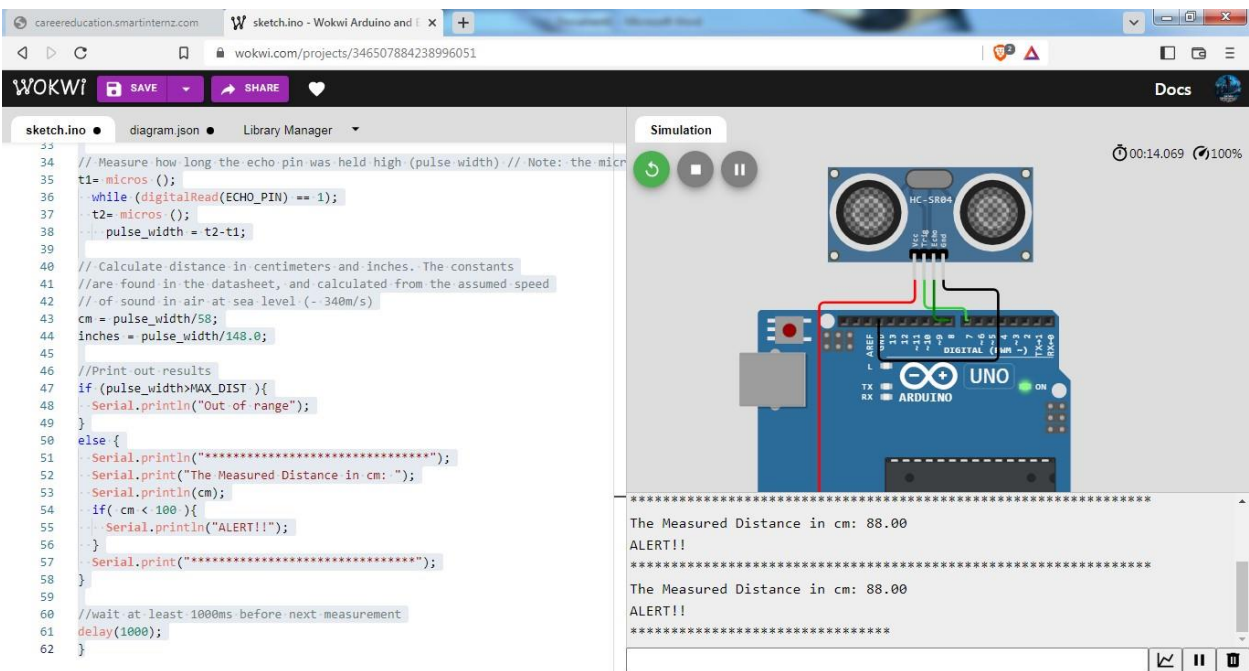 careereducation.smartinternz.com
sketch.ino - Wokwi Arduino and E
wokwi.com/projects/346507884238996051
2
WOKWi
SAVE
SHARE
Docs
sketch.ino
diagram.json
Library Manager
33
34 // Measure how long the echo pin was held high (pulse width) // Note: the micr
35 t1= micros ();
36 while (digitalRead(ECHO_PIN) == 1);
37 t2= micros ();
38 pulse_width = t2-t1;
39
40 // Calculate distance in centimeters and inches. The constants
41 //are found in the datasheet, and calculated from the assumed speed
42 // of sound in air at sea level (- 340m/s)
43 cm = pulse_width/58;
44 inches = pulse_width/148.0;
45
46 //Print out results
47 if (pulse_width>MAX_DIST ){
48 Serial.println("Out of range");
49 }
50 else {
51 Serial.println("********************************");
52 Serial.print("The Measured Distance in cm: ");
53 Serial.println(cm);
54 if( cm < 100 ){
55 Serial.println("ALERT!!");
56 }
57 Serial.print("********************************");
58 }
59
60 //wait at least 1000ms before next measurement
61 delay(1000);
62 }
Simulation
00:14.069 100%
HC-SR04
Vcc
Trig
Echo
Gnd
AREF
GND
13
12
~11
~10
~9
8
7
~6
~5
4
~3
2
TX→1
RX←0
DIGITAL (PWM ~)
L
TX
RX
UNO
ARDUINO
ON
****************************************************************
The Measured Distance in cm: 88.00
ALERT!!
****************************************************************
The Measured Distance in cm: 88.00
ALERT!!
********************************